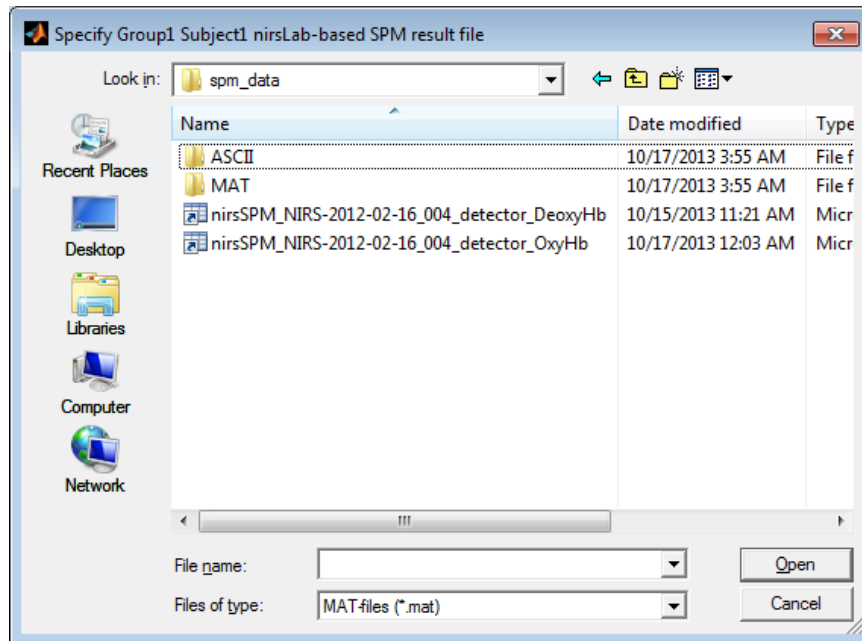 Specify Group1 Subject1 nirsLab-based SPM result file
Look in: spm_data
Name Date modified Type
ASCII 10/17/2013 3:55 AM File f
MAT 10/17/2013 3:55 AM File f
nirsSPM_NIRS-2012-02-16_004_detector_DeoxyHb 10/15/2013 11:21 AM Micr
nirsSPM_NIRS-2012-02-16_004_detector_OxyHb 10/17/2013 12:03 AM Micr
Recent Places
Desktop
Libraries
Computer
Network
File name: Open
Files of type: MAT-files (*.mat) Cancel